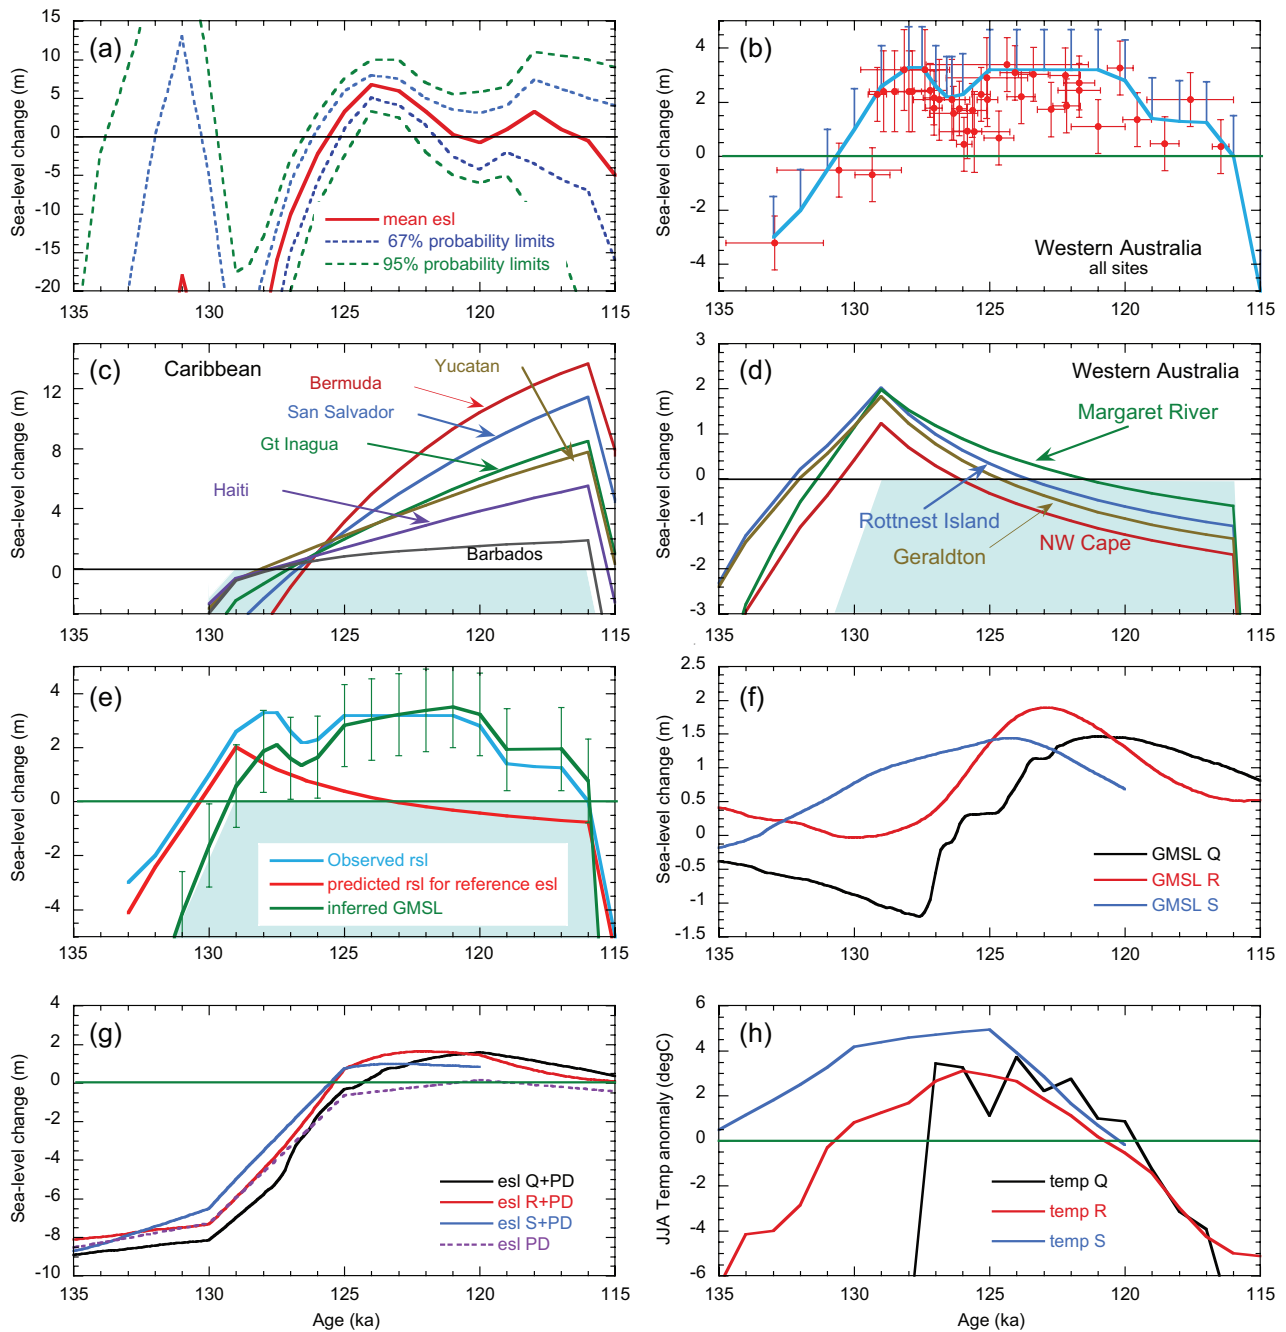 (a)
Sea-level change (m)
15
10
5
0
-5
-10
-15
-20
mean esl
67% probability limits
95% probability limits
135
130
125
120
115
(b)
Sea-level change (m)
4
2
0
-2
-4
Western Australia
all sites
135
130
125
120
115
(c)
Caribbean
Sea-level change (m)
12
8
4
0
Yucatan
Bermuda
San Salvador
Gt Inagua
Haiti
Barbados
135
130
125
120
115
(d)
Western Australia
Sea-level change (m)
3
2
1
0
-1
-2
-3
Margaret River
Rottnest Island
Geraldton
NW Cape
135
130
125
120
115
(e)
Sea-level change (m)
4
2
0
-2
-4
Observed rsl
predicted rsl for reference esl
inferred GMSL
135
130
125
120
115
(f)
Sea-level change (m)
2.5
2
1.5
1
0.5
0
-0.5
-1
-1.5
GMSL Q
GMSL R
GMSL S
135
130
125
120
115
(g)
Sea-level change (m)
4
2
0
-2
-4
-6
-8
-10
esl Q+PD
esl R+PD
esl S+PD
esl PD
135
130
125
120
115
Age (ka)
(h)
JJA Temp anomaly (degC)
6
4
2
0
-2
-4
-6
temp Q
temp R
temp S
135
130
125
120
115
Age (ka)